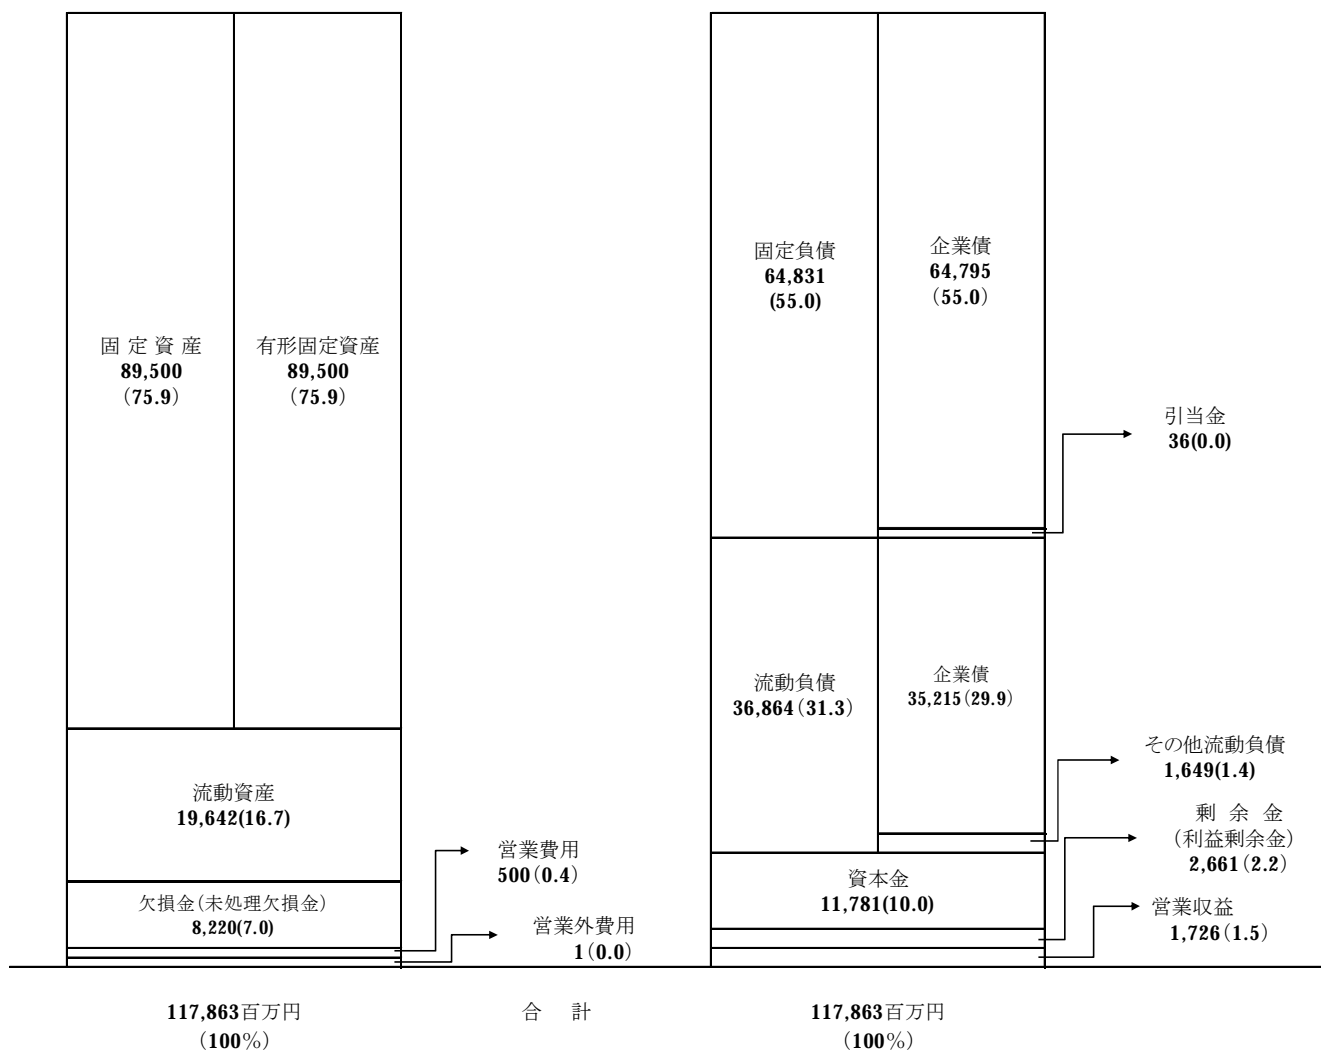 固 定 資 産
89,500
（75.9）
有形固定資産
89,500
（75.9）
流動資産
19,642(16.7)
欠損金（未処理欠損金）
8,220(7.0)
営業費用
500（0.4）
営業外費用
1（0.0）
固定負債
64,831
(55.0)
企業債
64,795
（55.0）
引当金
36(0.0)
流動負債
36,864（31.3）
企業債
35,215（29.9）
その他流動負債
1,649(1.4)
剰 余 金
（利益剰余金）
2,661（2.2）
資本金
11,781(10.0)
営業収益
1,726（1.5）
117,863百万円
（100％）
合 計
117,863百万円
（100％）